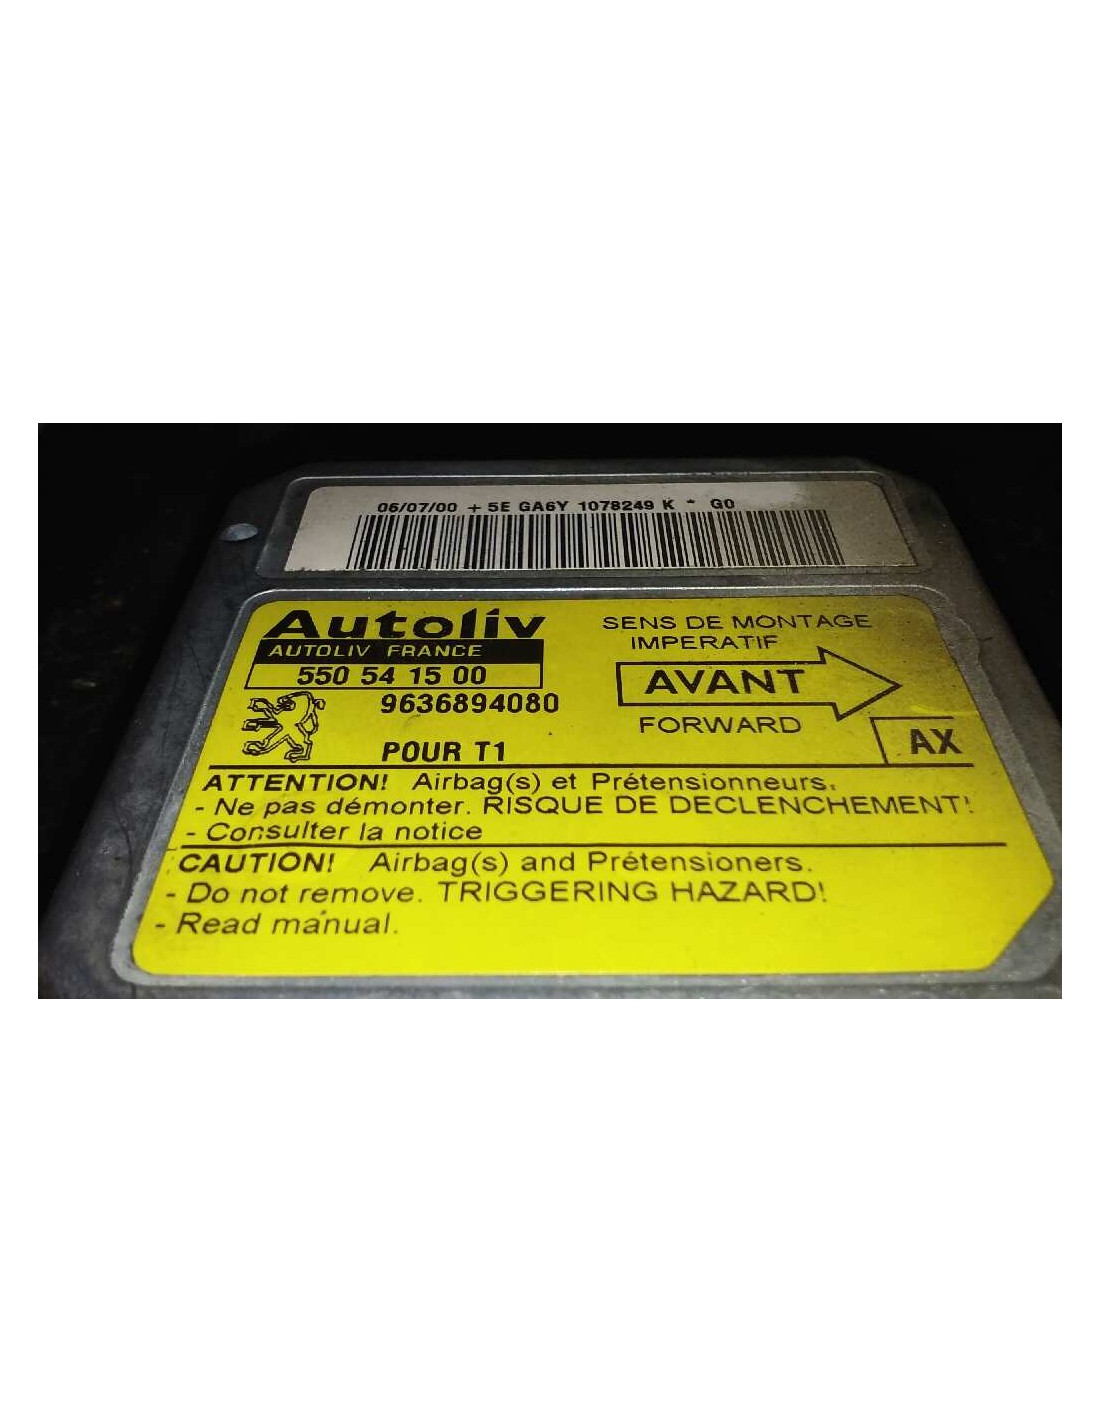 06/07/00 + 5E GA6Y 1078249 K * G0
Autoliv
AUTOLIV FRANCE
550 54 15 00
9636894080
POUR T1
SENS DE MONTAGE
IMPERATIF
AVANT
FORWARD
AX
ATTENTION! Airbag(s) et Prétensionneurs.
- Ne pas démonter. RISQUE DE DECLENCHEMENT!
- Consulter la notice
CAUTION! Airbag(s) and Prétensioners.
- Do not remove. TRIGGERING HAZARD!
- Read manual.